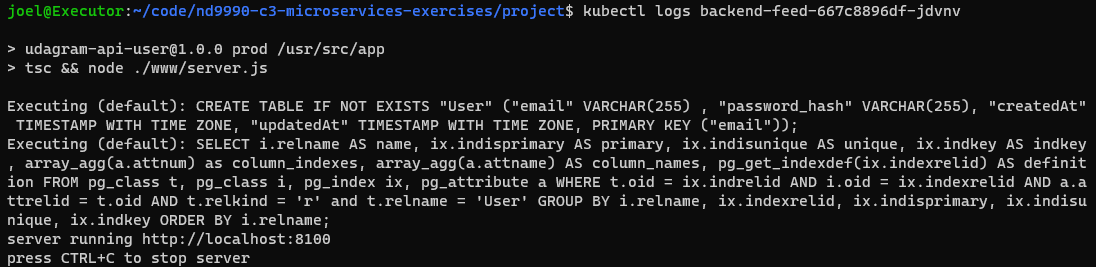 joel@Executor:~/code/nd9990-c3-microservices-exercises/project$ kubectl logs backend-feed-667c8896df-jdvnv
> udagram-api-user@1.0.0 prod /usr/src/app
> tsc && node ./www/server.js
Executing (default): CREATE TABLE IF NOT EXISTS "User" ("email" VARCHAR(255) , "password_hash" VARCHAR(255), "createdAt"
 TIMESTAMP WITH TIME ZONE, "updatedAt" TIMESTAMP WITH TIME ZONE, PRIMARY KEY ("email"));
Executing (default): SELECT i.relname AS name, ix.indisprimary AS primary, ix.indisunique AS unique, ix.indkey AS indkey
, array_agg(a.attnum) as column_indexes, array_agg(a.attname) AS column_names, pg_get_indexdef(ix.indexrelid) AS definit
ion FROM pg_class t, pg_class i, pg_index ix, pg_attribute a WHERE t.oid = ix.indrelid AND i.oid = ix.indexrelid AND a.a
ttrelid = t.oid AND t.relkind = 'r' and t.relname = 'User' GROUP BY i.relname, ix.indexrelid, ix.indisprimary, ix.indisu
nique, ix.indkey ORDER BY i.relname;
server running http://localhost:8100
press CTRL+C to stop server